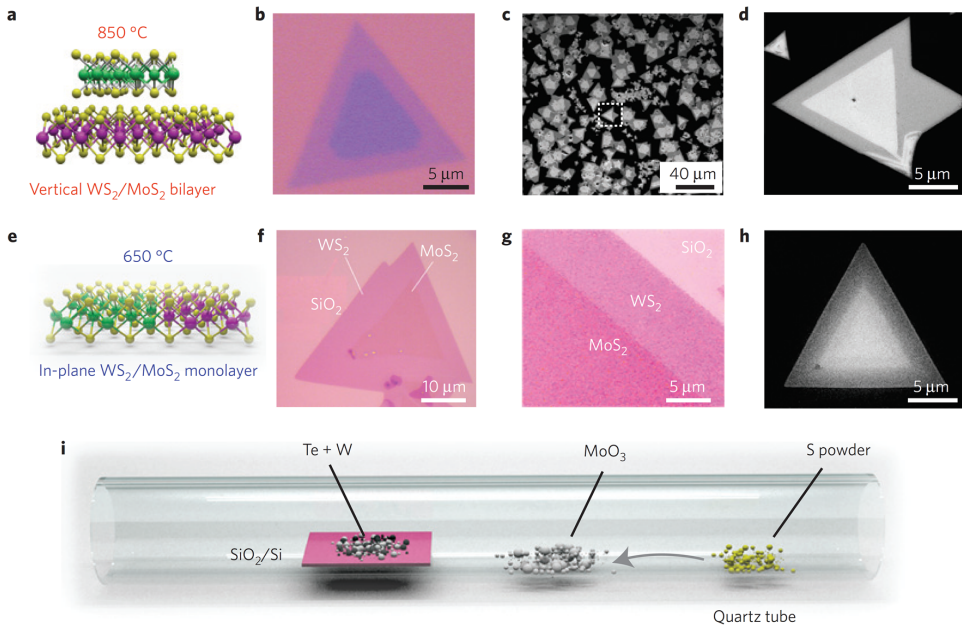 a
850 °C
Vertical WS₂/MoS₂ bilayer
b
5 μm
c
40 μm
d
5 μm
e
650 °C
In-plane WS₂/MoS₂ monolayer
f
WS₂
MoS₂
SiO₂
10 μm
g
SiO₂
WS₂
MoS₂
5 μm
h
5 μm
i
Te + W
MoO₃
S powder
SiO₂/Si
Quartz tube